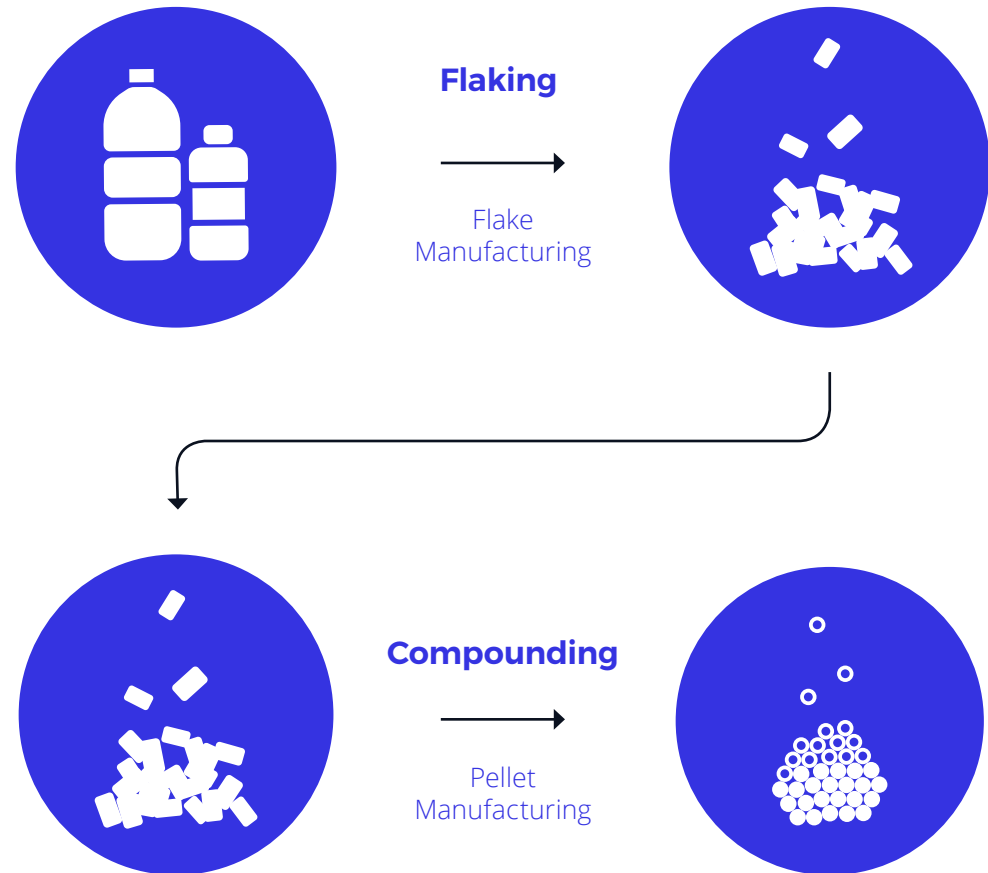 Flaking
Flake
Manufacturing
Compounding
Pellet
Manufacturing